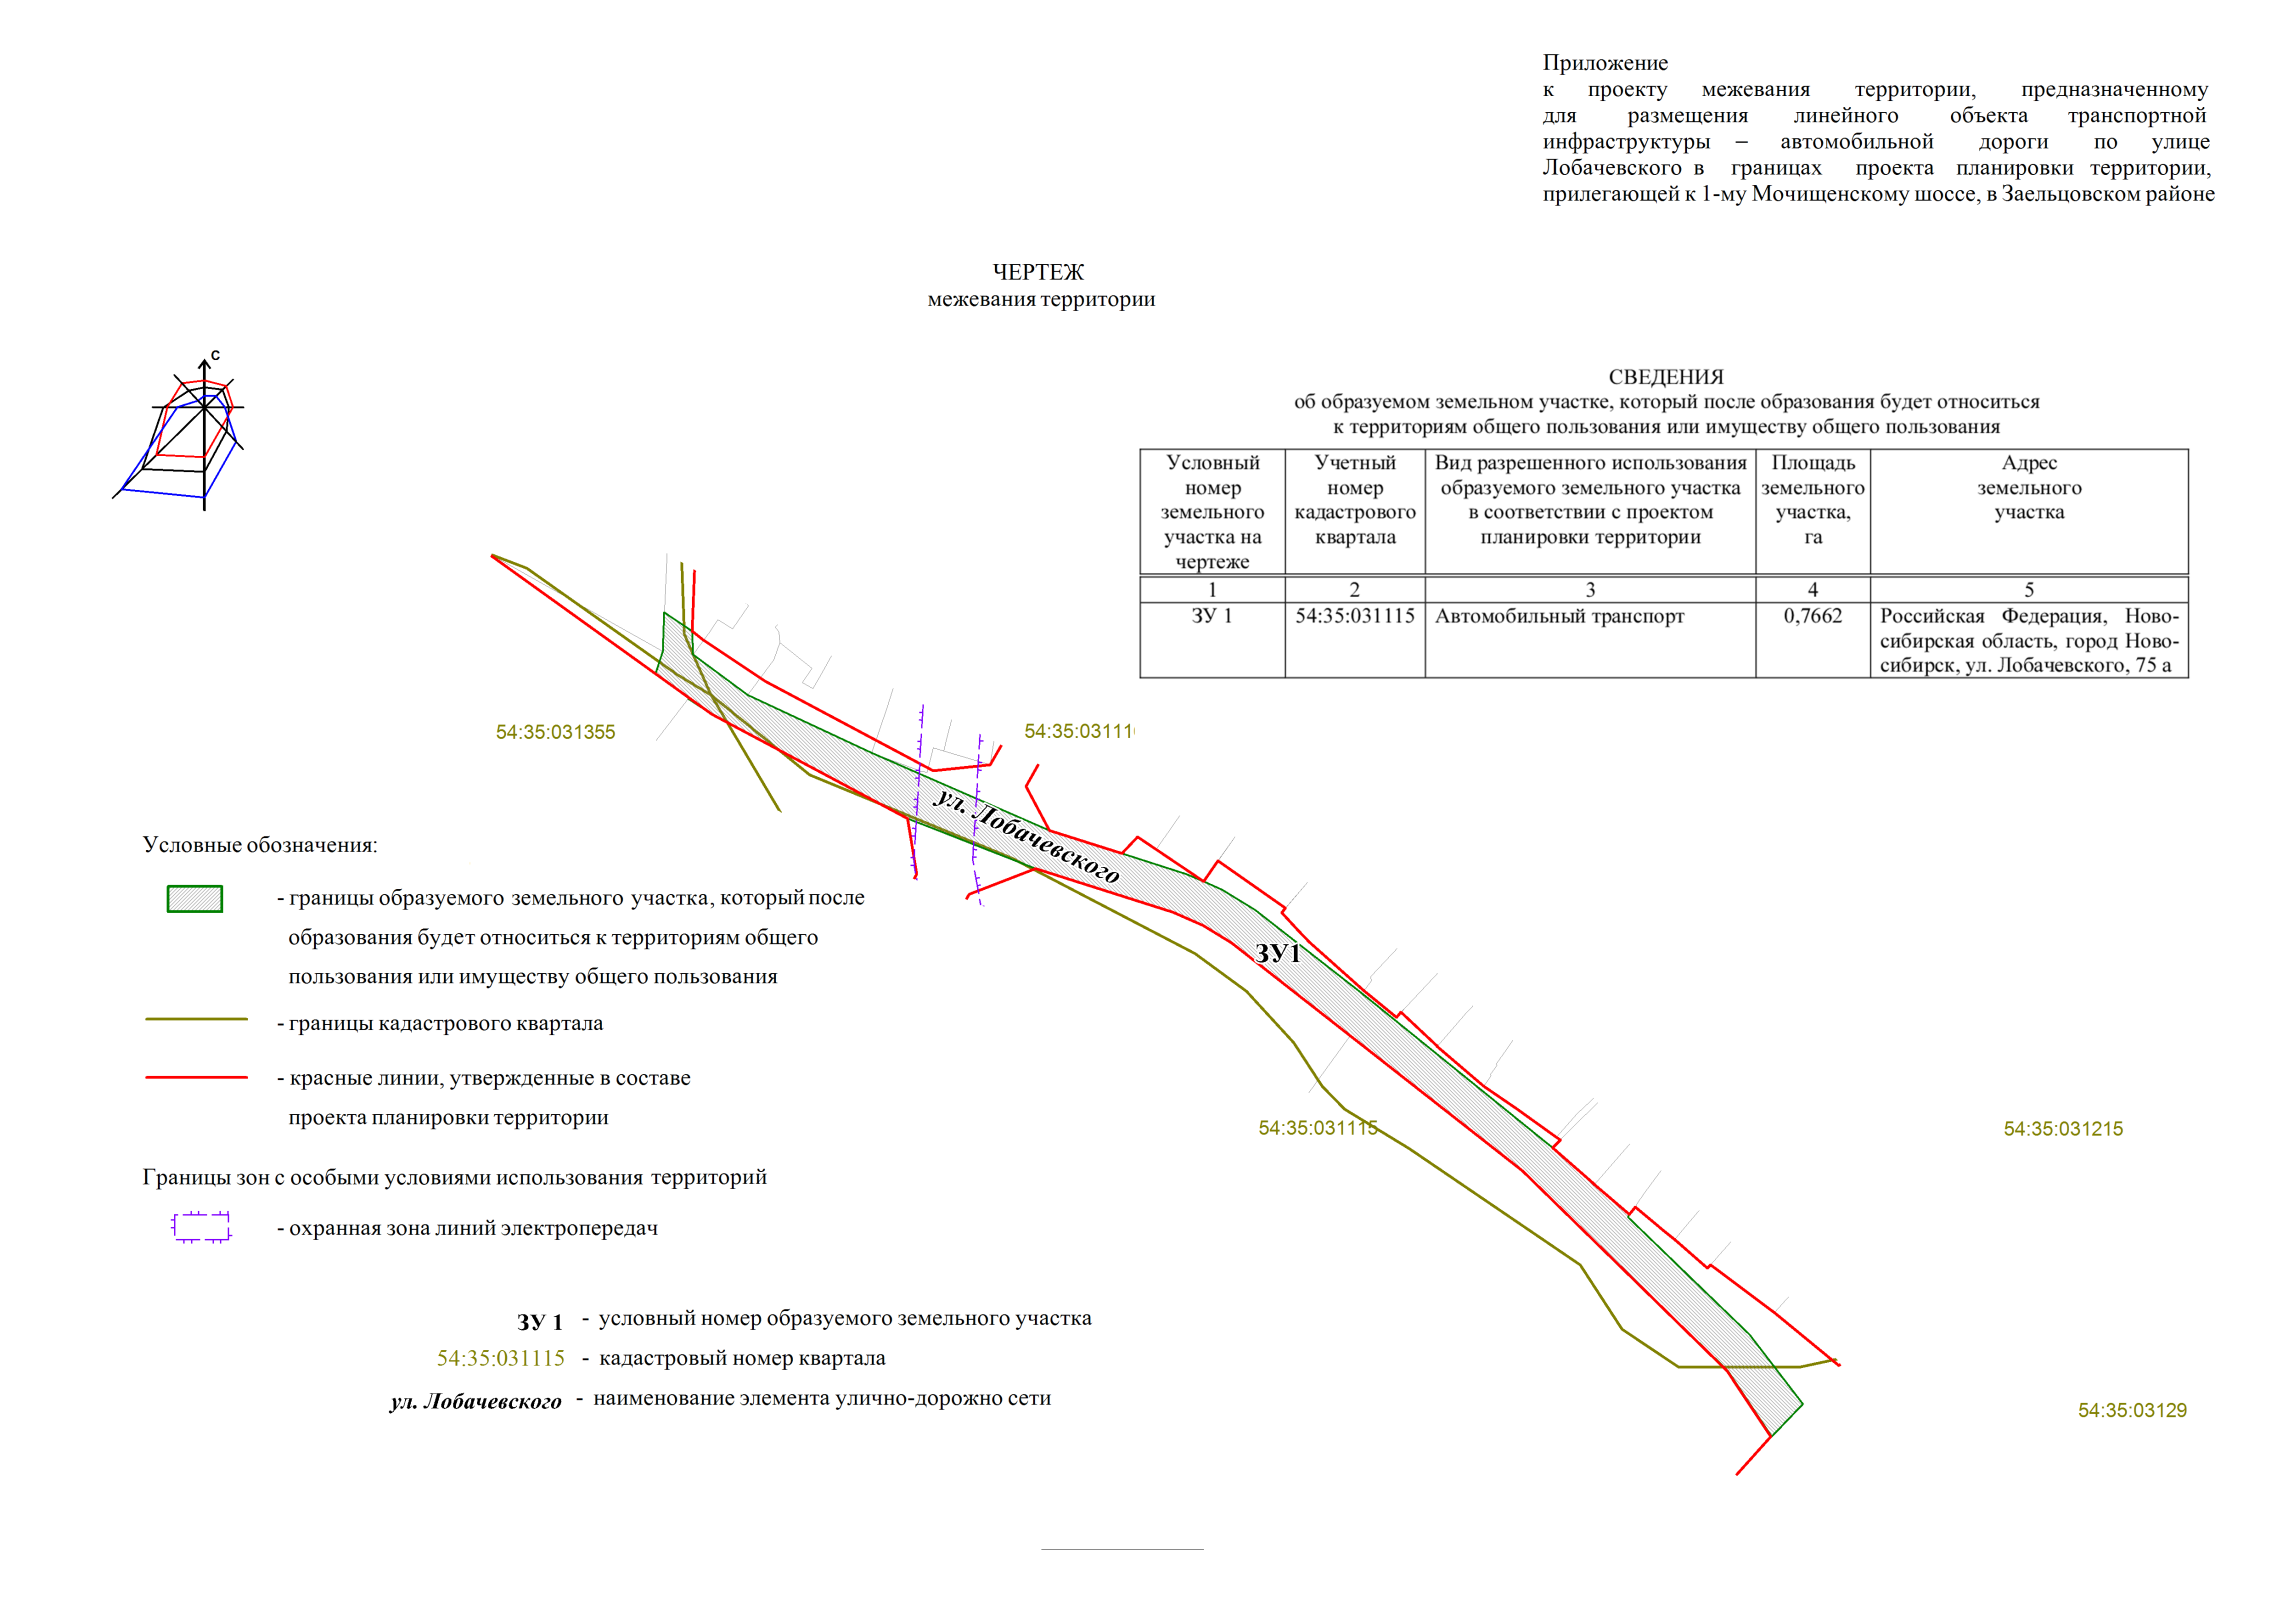 Приложение
к проекту межевания территории, предназначенному
для размещения линейного объекта транспортной
инфраструктуры – автомобильной дороги по улице
Лобачевского в границах проекта планировки территории,
прилегающей к 1-му Мочищенскому шоссе, в Заельцовском районе
ЧЕРТЕЖ
межевания территории
С
СВЕДЕНИЯ
об образуемом земельном участке, который после образования будет относиться
к территориям общего пользования или имуществу общего пользования
Условный номер земельного участка на чертеже
Учетный номер кадастрового квартала
Вид разрешенного использования образуемого земельного участка в соответствии с проектом планировки территории
Площадь земельного участка, га
Адрес земельного участка
1 2 3 4 5
ЗУ 1 54:35:031115 Автомобильный транспорт 0,7662 Российская Федерация, Ново-
сибирская область, город Ново-
сибирск, ул. Лобачевского, 75 а
54:35:031355
54:35:03111
ул. Лобачевского
ЗУ1
54:35:031115
54:35:031215
54:35:03129
Условные обозначения:
- границы образуемого земельного участка, который после
образования будет относиться к территориям общего
пользования или имуществу общего пользования
- границы кадастрового квартала
- красные линии, утвержденные в составе
проекта планировки территории
Границы зон с особыми условиями использования территорий
- охранная зона линий электропередач
ЗУ 1 - условный номер образуемого земельного участка
54:35:031115 - кадастровый номер квартала
ул. Лобачевского - наименование элемента улично-дорожно сети